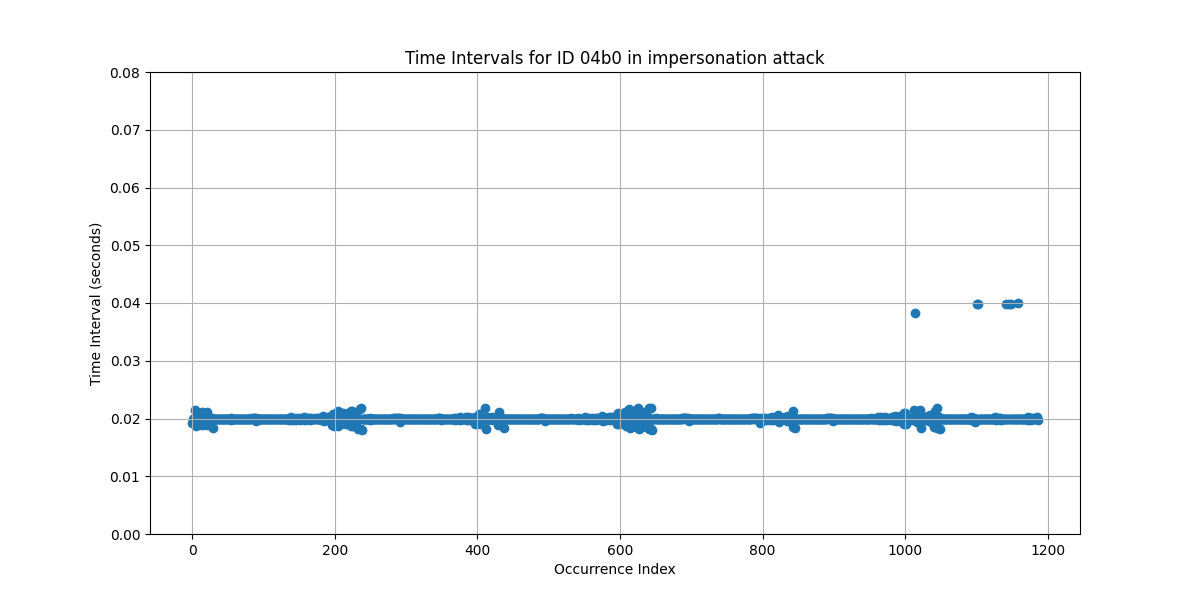 Time Intervals for ID 04b0 in impersonation attack
0.08
0.07
0.06
0.05
0.04
0.03
0.02
0.01
0.00
Time Interval (seconds)
0 200 400 600 800 1000 1200
Occurrence Index